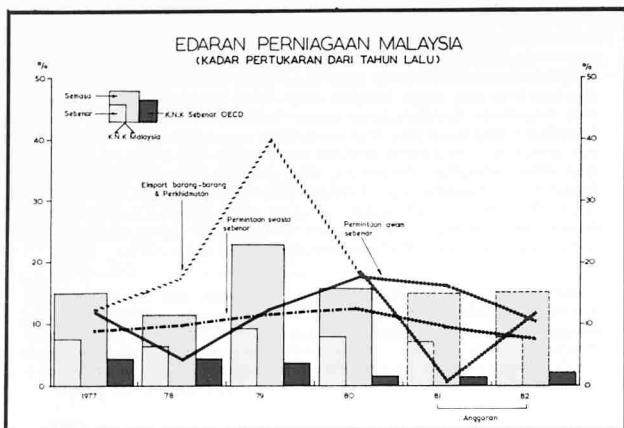 EDARAN PERNIAGAAN MALAYSIA
(KADAR PERTUKARAN DARI TAHUN LALU)
% %
50 50
Semasa
Sebenar
K.N.K Sebenar OECD
K.N.K Malaysia
40 40
Eksport barang-barang
& Perkhidmatan
30 30
Permintaan swasta
sebenar
Permintaan awam
sebenar
20 20
10 10
0 0
1977 78 79 80 81 82
Anggaran